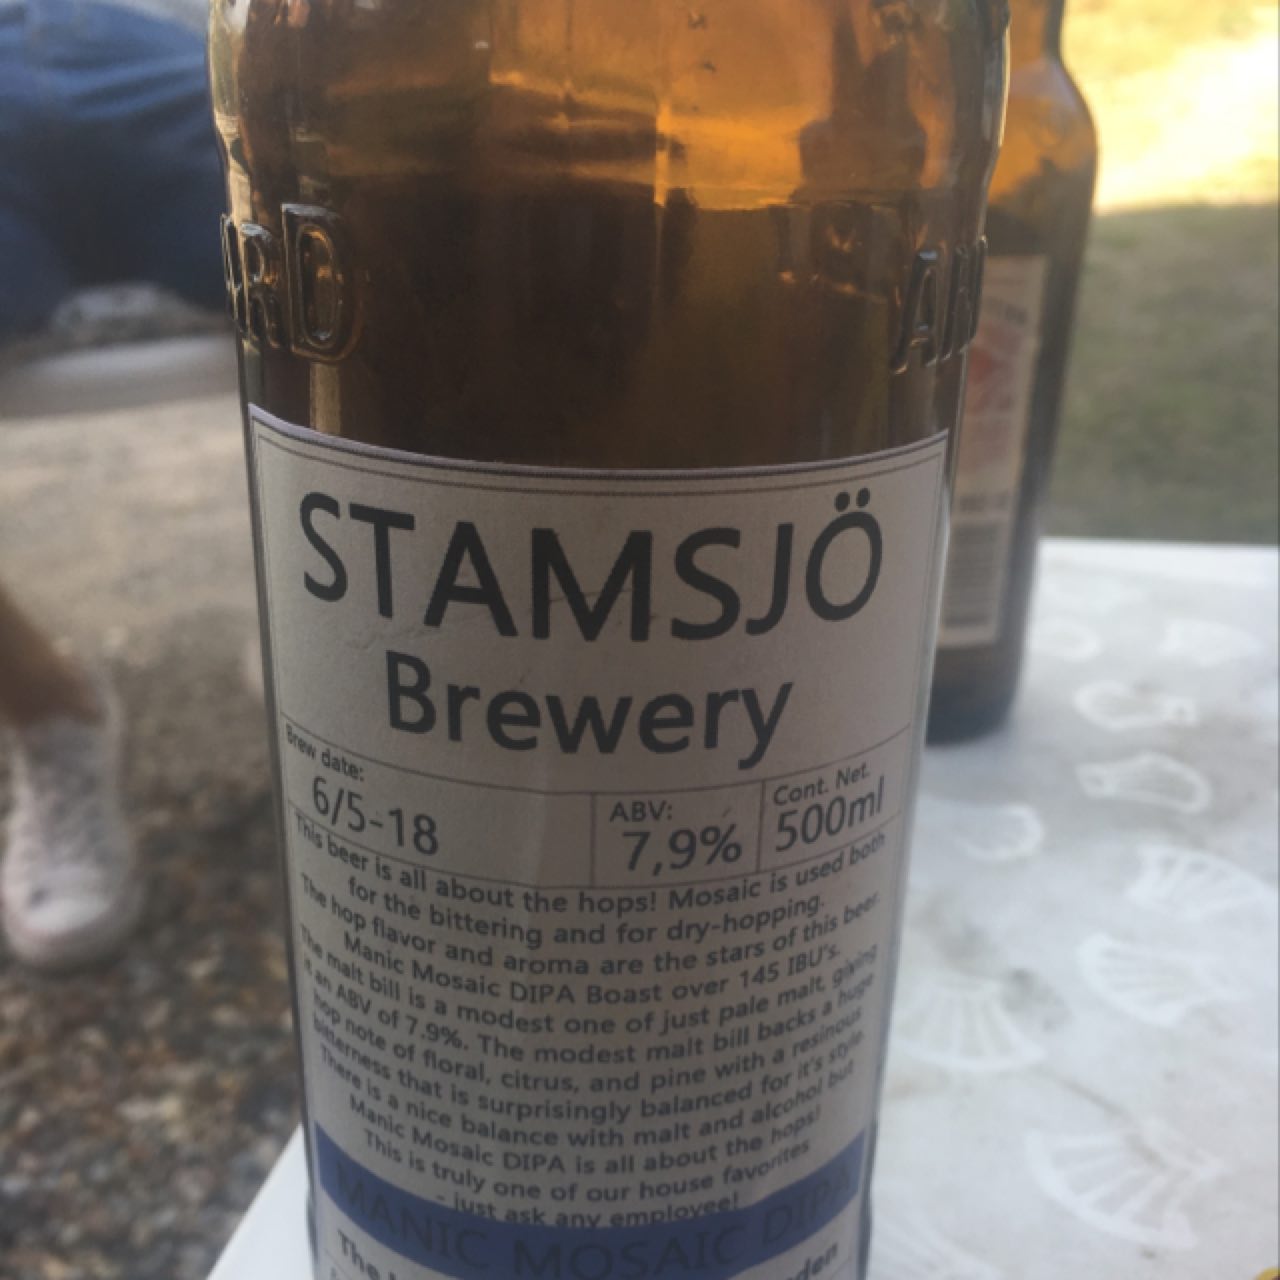 STAMSJÖ
Brewery
Brew date:
6/5-18
ABV:
7,9%
Cont. Net.
500ml
This beer is all about the hops! Mosaic is used both
for the bittering and for dry-hopping.
The hop flavor and aroma are the stars of this beer.
Manic Mosaic DIPA Boast over 145 IBU's.
The malt bill is a modest one of just pale malt, giving
it an ABV of 7.9%. The modest malt bill backs a huge
hop note of floral, citrus, and pine with a resinous
bitterness that is surprisingly balanced for it's style.
There is a nice balance with malt and alcohol but
Manic Mosaic DIPA is all about the hops!
This is truly one of our house favorites
- just ask any employee!
MANIC MOSAIC DIPA
The